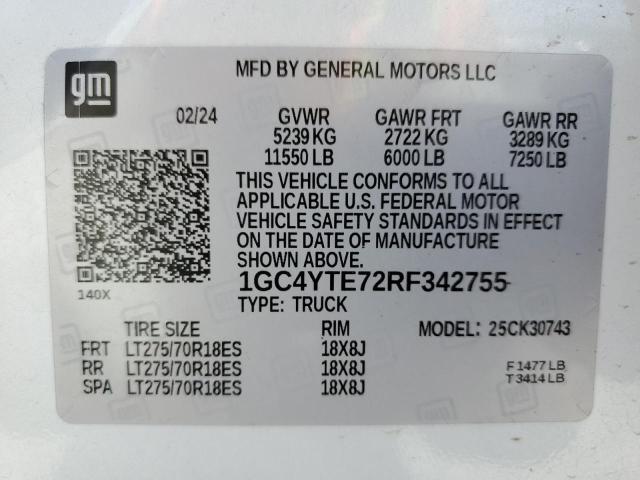 gm
MFD BY GENERAL MOTORS LLC
02/24 GVWR GAWR FRT GAWR RR
5239 KG 2722 KG 3289 KG
11550 LB 6000 LB 7250 LB
THIS VEHICLE CONFORMS TO ALL
APPLICABLE U.S. FEDERAL MOTOR
VEHICLE SAFETY STANDARDS IN EFFECT
ON THE DATE OF MANUFACTURE
SHOWN ABOVE.
140X
1GC4YTE72RF342755
TYPE: TRUCK
TIRE SIZE RIM MODEL: 25CK30743
FRT LT275/70R18ES 18X8J
RR LT275/70R18ES 18X8J
SPA LT275/70R18ES 18X8J
F1477 LB
T3414 LB